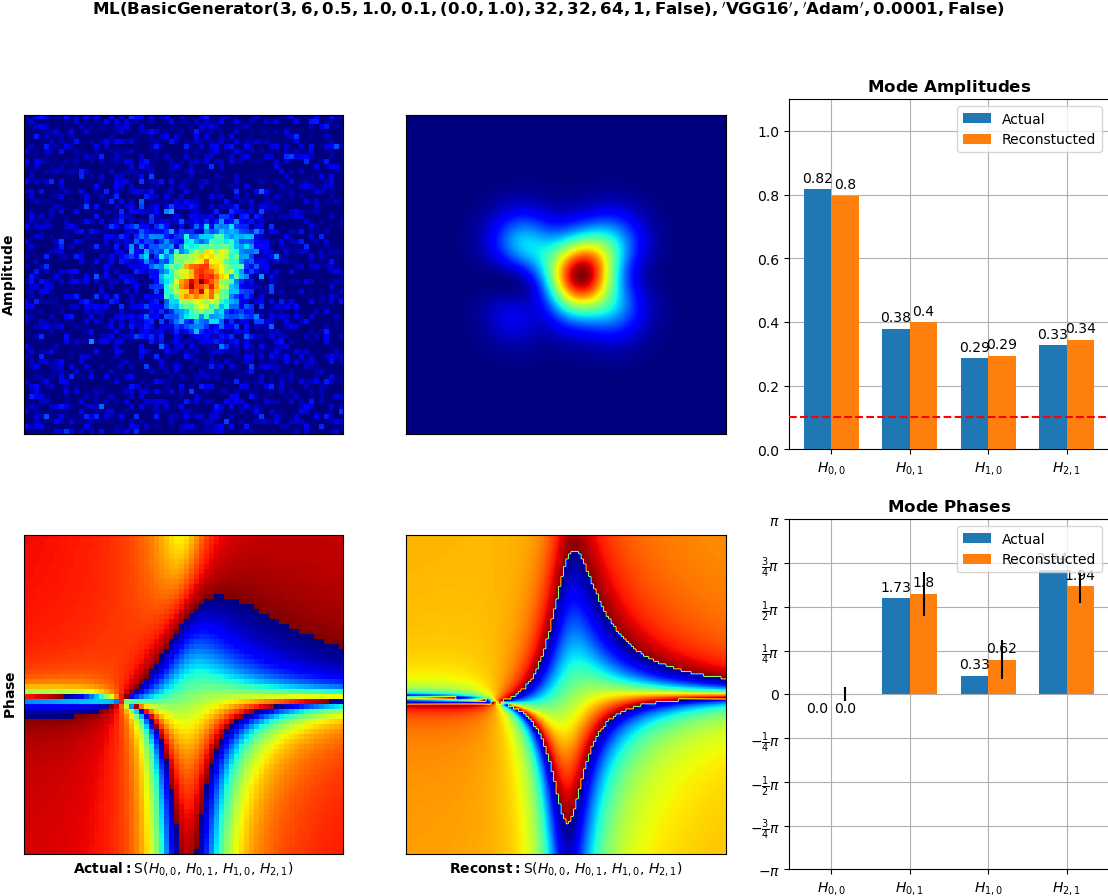 ML(BasicGenerator(3, 6, 0.5, 1.0, 0.1, (0.0, 1.0), 32, 32, 64, 1, False), ′VGG16′, ′Adam′, 0.0001, False)
Amplitude
Mode Amplitudes
Actual
Reconstucted
1.0
0.8
0.6
0.4
0.2
0.0
0.82
0.8
0.38
0.4
0.29
0.29
0.33
0.34
H0,0
H0,1
H1,0
H2,1
Phase
Actual: S(H0,0, H0,1, H1,0, H2,1)
Reconst: S(H0,0, H0,1, H1,0, H2,1)
Mode Phases
Actual
Reconstucted
π
3/4π
1/2π
1/4π
0
−1/4π
−1/2π
−3/4π
−π
0.0
0.0
1.73
1.8
0.33
0.62
1.94
H0,0
H0,1
H1,0
H2,1